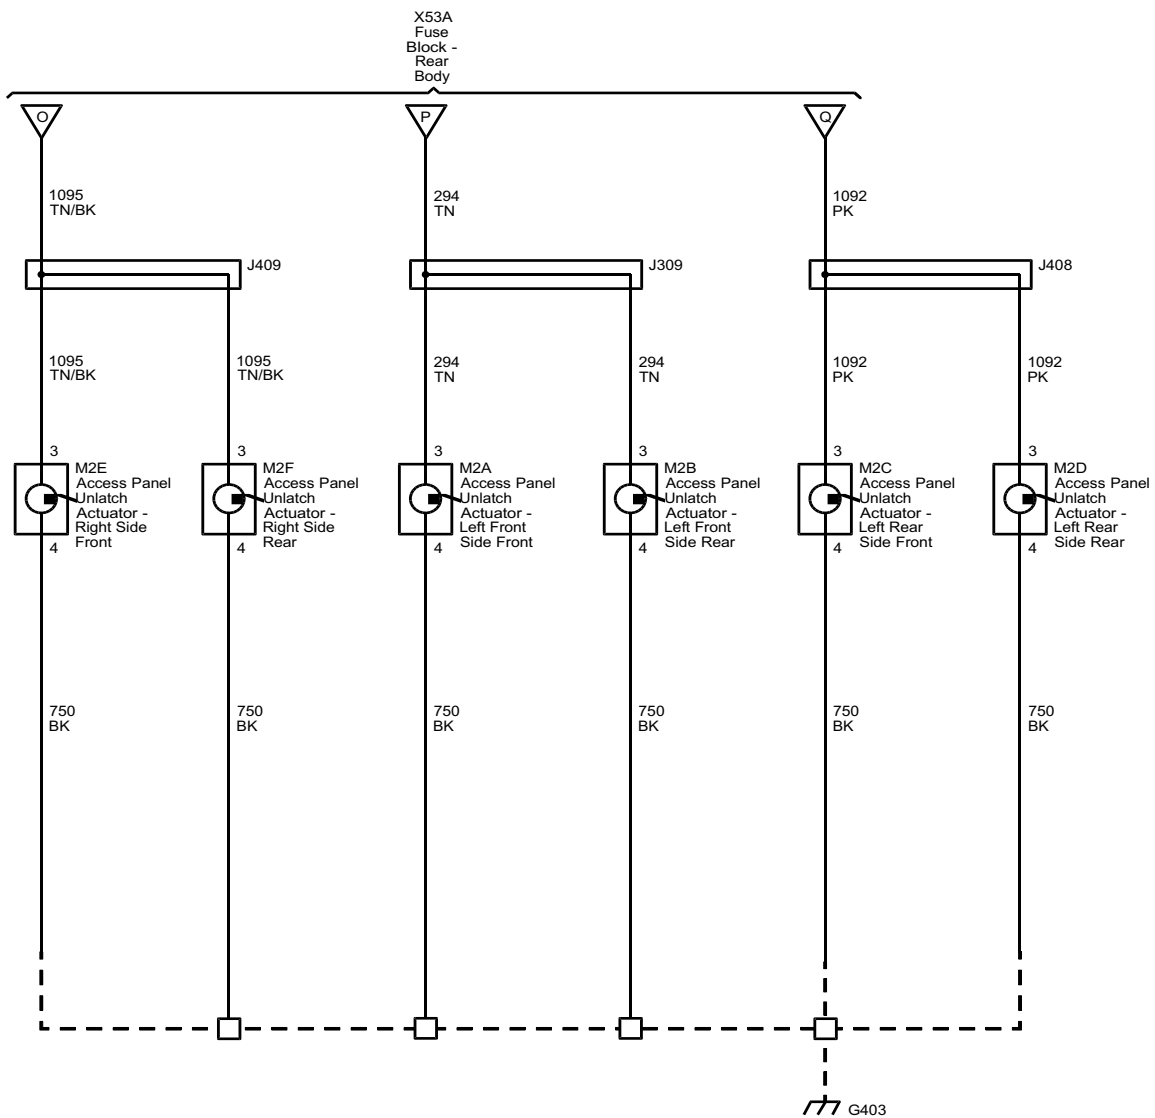 X53A
Fuse
Block -
Rear
Body
O
P
Q
1095
TN/BK
294
TN
1092
PK
J409
J309
J408
1095
TN/BK
1095
TN/BK
294
TN
294
TN
1092
PK
1092
PK
3
M2E
Access Panel
Unlatch
Actuator -
Right Side
Front
4
3
M2F
Access Panel
Unlatch
Actuator -
Right Side
Rear
4
3
M2A
Access Panel
Unlatch
Actuator -
Left Front
Side Front
4
3
M2B
Access Panel
Unlatch
Actuator -
Left Front
Side Rear
4
3
M2C
Access Panel
Unlatch
Actuator -
Left Rear
Side Front
4
3
M2D
Access Panel
Unlatch
Actuator -
Left Rear
Side Rear
4
750
BK
750
BK
750
BK
750
BK
750
BK
750
BK
G403